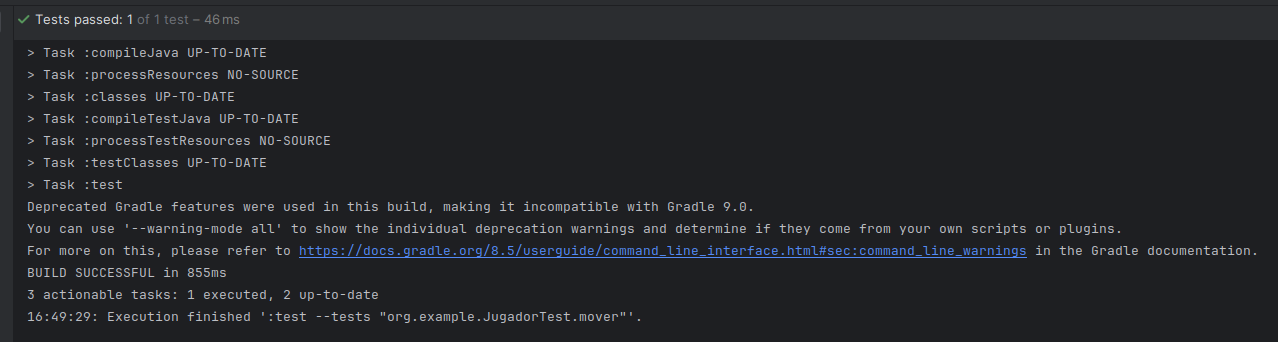 Tests passed: 1 of 1 test – 46 ms
> Task :compileJava UP-TO-DATE
> Task :processResources NO-SOURCE
> Task :classes UP-TO-DATE
> Task :compileTestJava UP-TO-DATE
> Task :processTestResources NO-SOURCE
> Task :testClasses UP-TO-DATE
> Task :test
Deprecated Gradle features were used in this build, making it incompatible with Gradle 9.0.
You can use '--warning-mode all' to show the individual deprecation warnings and determine if they come from your own scripts or plugins.
For more on this, please refer to https://docs.gradle.org/8.5/userguide/command_line_interface.html#sec:command_line_warnings in the Gradle documentation.
BUILD SUCCESSFUL in 855ms
3 actionable tasks: 1 executed, 2 up-to-date
16:49:29: Execution finished ':test --tests "org.example.JugadorTest.mover"'.